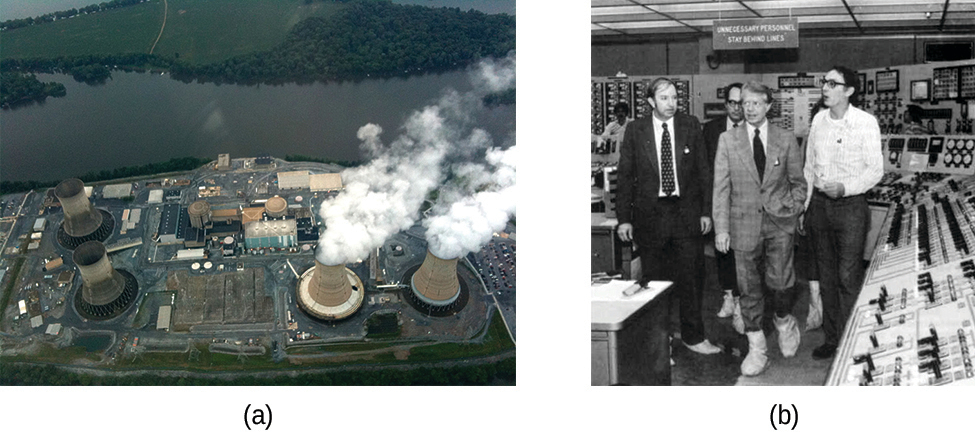 UNNECESSARY PERSONNEL
STAY BEHIND LINES
(a)
(b)